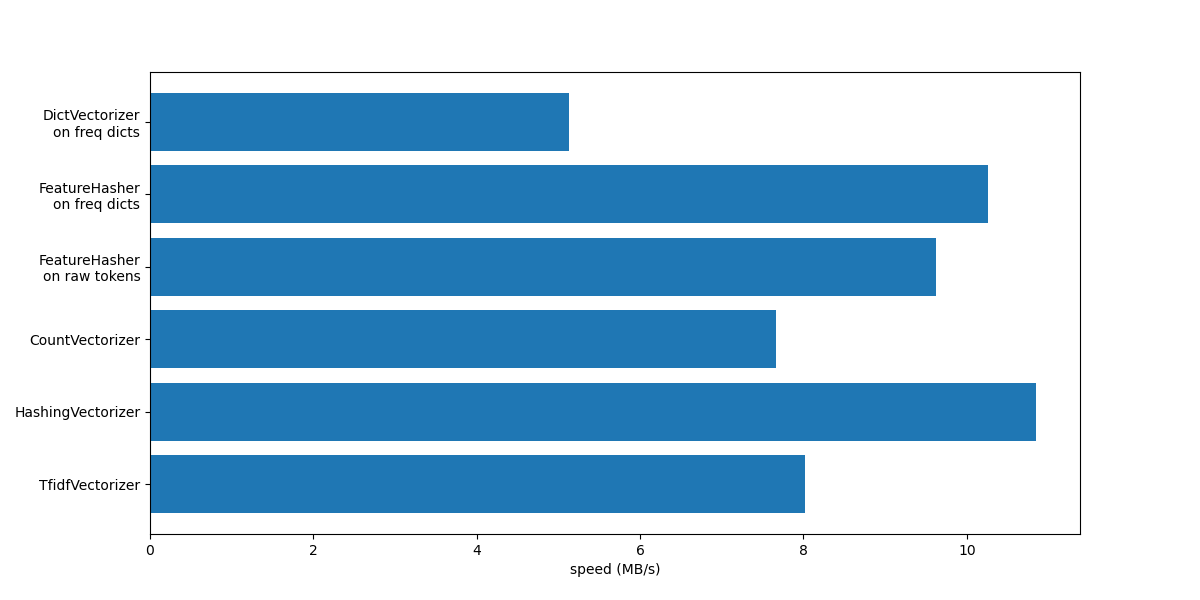 DictVectorizer
on freq dicts
FeatureHasher
on freq dicts
FeatureHasher
on raw tokens
CountVectorizer
HashingVectorizer
TfidfVectorizer
0 2 4 6 8 10
speed (MB/s)